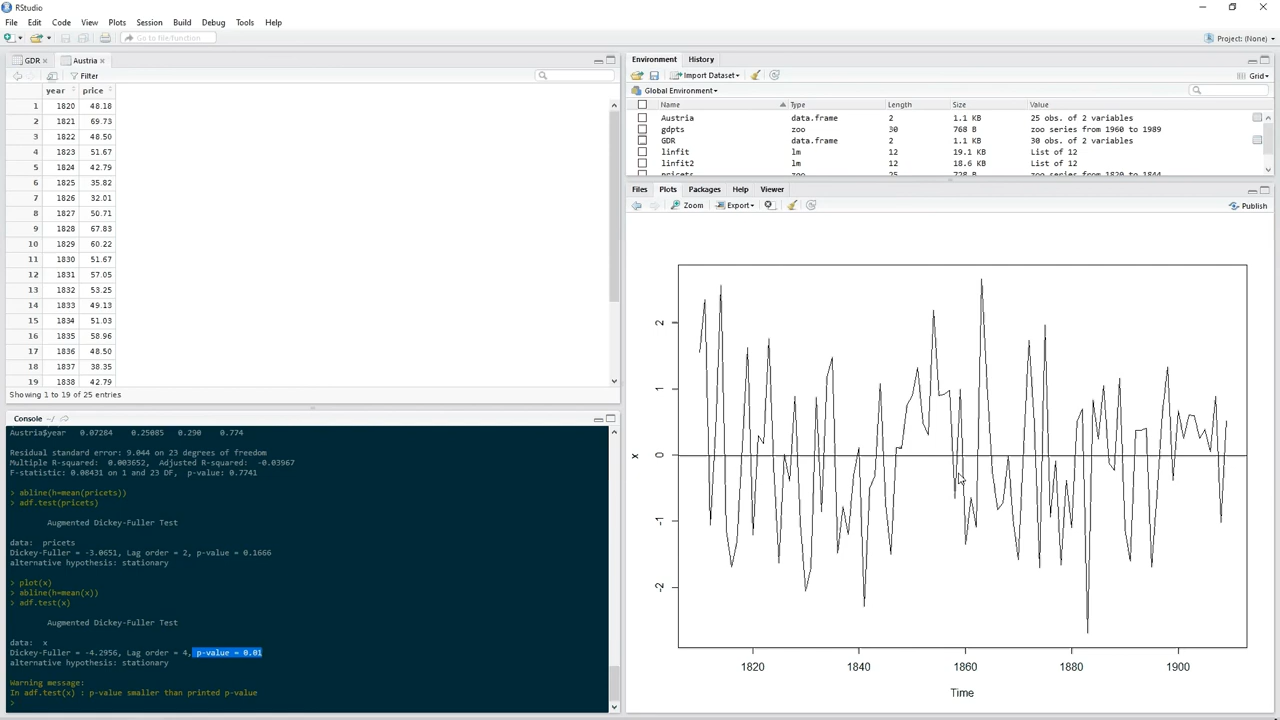 RStudio
File Edit Code View Plots Session Build Debug Tools Help
Go to file/function
Project: (None)
GDR Austria
Filter
year price
1 1820 48.18
2 1821 69.73
3 1822 48.50
4 1823 51.67
5 1824 42.79
6 1825 35.82
7 1826 32.01
8 1827 50.71
9 1828 67.83
10 1829 60.22
11 1830 51.67
12 1831 57.05
13 1832 53.25
14 1833 49.13
15 1834 51.03
16 1835 58.96
17 1836 48.50
18 1837 38.35
19 1838 42.79
Showing 1 to 19 of 25 entries
Console ~/
Austria$year 0.07284 0.25085 0.290 0.774
Residual standard error: 9.044 on 23 degrees of freedom
Multiple R-squared: 0.003652, Adjusted R-squared: -0.03967
F-statistic: 0.08431 on 1 and 23 DF, p-value: 0.7741
> abline(h=mean(pricets))
> adf.test(pricets)
Augmented Dickey-Fuller Test
data: pricets
Dickey-Fuller = -3.0651, Lag order = 2, p-value = 0.1666
alternative hypothesis: stationary
> plot(x)
> abline(h=mean(x))
> adf.test(x)
Augmented Dickey-Fuller Test
data: x
Dickey-Fuller = -4.2956, Lag order = 4, p-value = 0.01
alternative hypothesis: stationary
Warning message:
In adf.test(x) : p-value smaller than printed p-value
>
Environment History
Import Dataset Grid
Global Environment
Name Type Length Size Value
Austria data.frame 2 1.1 KB 25 obs. of 2 variables
gdpts zoo 30 768 B zoo series from 1960 to 1989
GDR data.frame 2 1.1 KB 30 obs. of 2 variables
linfit lm 12 19.1 KB List of 12
linfit2 lm 12 18.6 KB List of 12
pricets zoo 25 728 B zoo series from 1820 to 1844
Files Plots Packages Help Viewer
Zoom Export Publish
2
1
0
-1
-2
x
1820 1840 1860 1880 1900
Time